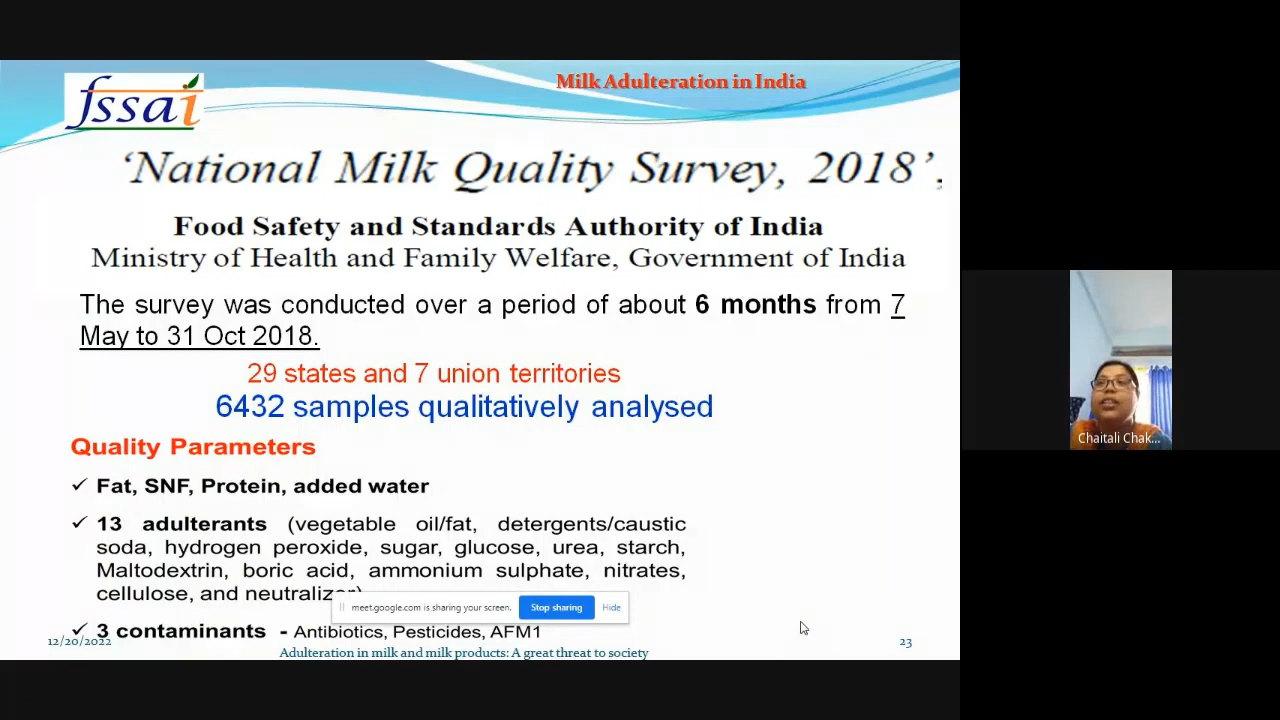 fssai
Milk Adulteration in India
‘National Milk Quality Survey, 2018’,
Food Safety and Standards Authority of India
Ministry of Health and Family Welfare, Government of India
The survey was conducted over a period of about 6 months from 7
May to 31 Oct 2018.
29 states and 7 union territories
6432 samples qualitatively analysed
Quality Parameters
✓ Fat, SNF, Protein, added water
✓ 13 adulterants (vegetable oil/fat, detergents/caustic
soda, hydrogen peroxide, sugar, glucose, urea, starch,
Maltodextrin, boric acid, ammonium sulphate, nitrates,
cellulose, and neutralizer)
meet.google.com is sharing your screen. Stop sharing Hide
✓ 3 contaminants - Antibiotics, Pesticides, AFM1
12/20/2022
23
Adulteration in milk and milk products: A great threat to society
Chaitali Chak...